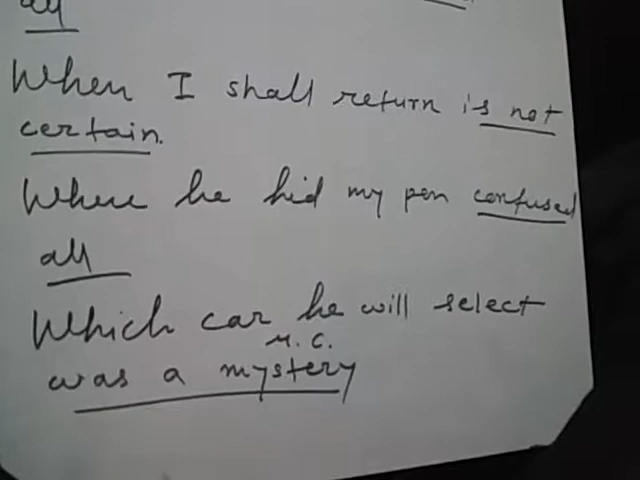 all
When I shall return is not
certain.
Where he hid my pen confused
all
Which car he will select
M.C.
was a mystery